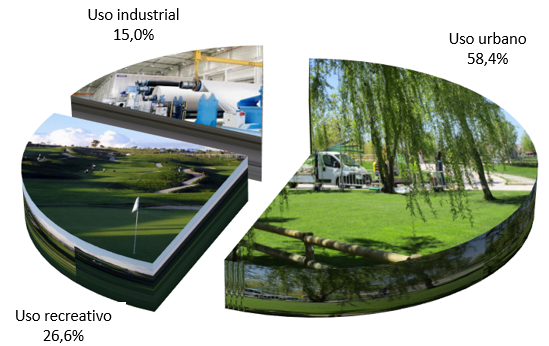 Uso industrial
15,0%
Uso urbano
58,4%
Uso recreativo
26,6%